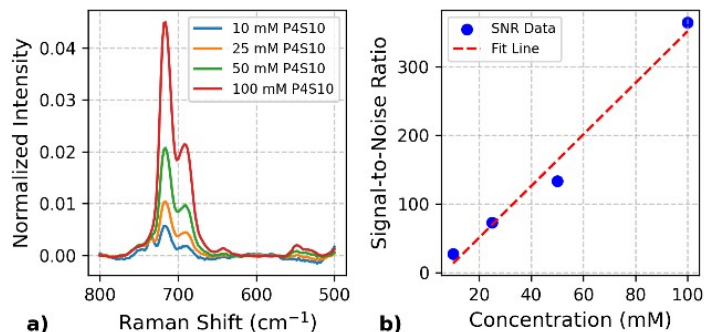 10 mM P4S10
25 mM P4S10
50 mM P4S10
100 mM P4S10
Normalized Intensity
0.04
0.03
0.02
0.01
0.00
800 700 600 500
a) Raman Shift (cm⁻¹)
SNR Data
Fit Line
Signal-to-Noise Ratio
300
200
100
0
20 40 60 80 100
b) Concentration (mM)